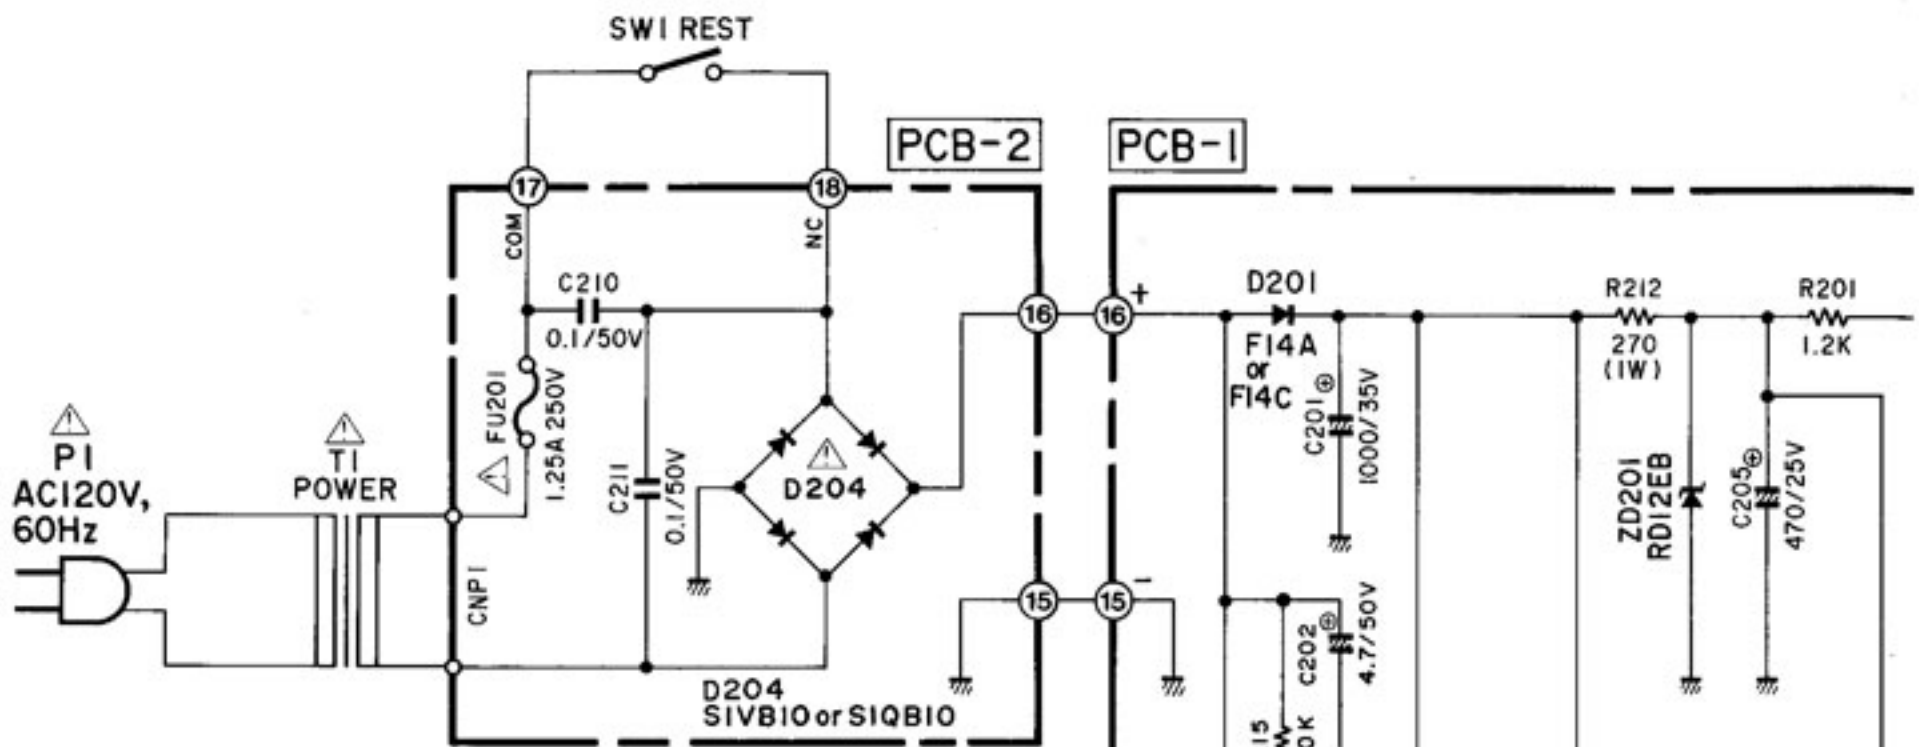 SW1 REST
PCB-2
PCB-1
17
18
COM
NC
C210
0.1/50V
16
16
+
D201
F14A
or
F14C
R212
270
(1W)
R201
1.2K
FU201
1.25A 250V
C211
0.1/50V
D204
C201
⊕
1000/35V
P1
AC120V,
60Hz
T1
POWER
CNP1
ZD201
RD12EB
C205
⊕
470/25V
15
15
-
C202
⊕
4.7/50V
D204
S1VB10 or S1QB10
15
0K